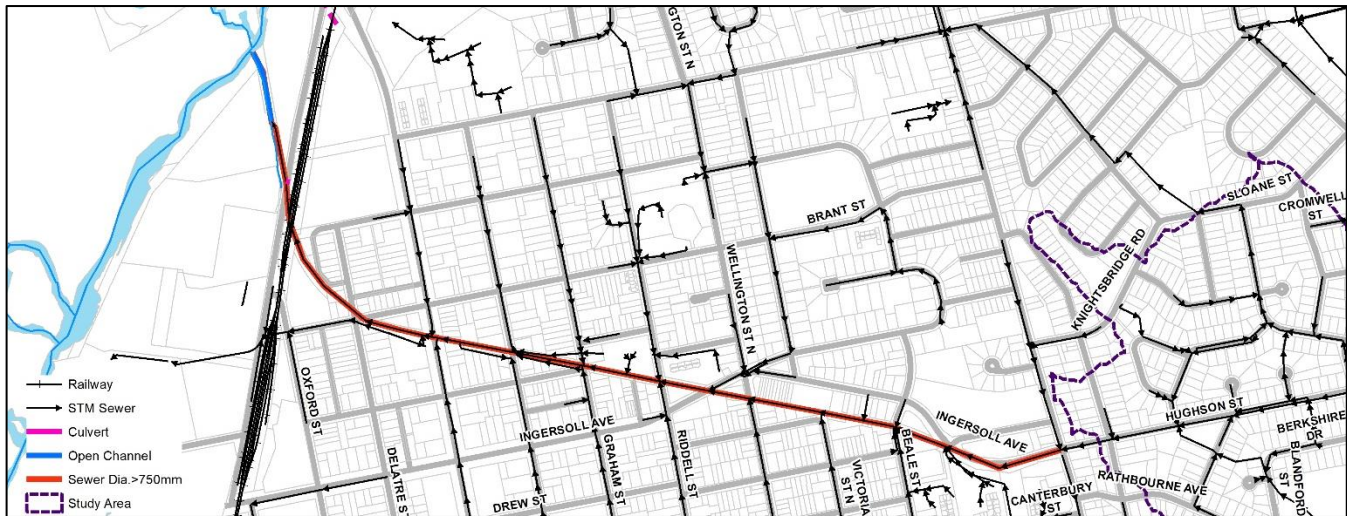 GTON ST N
BRANT ST
SLOANE ST
CROMWELL
ST
KNIGHTSBRIDGE RD
WELLINGTON ST N
HUGHSON ST
BERKSHIRE
DR
OXFORD ST
INGERSOLL AVE
INGERSOLL AVE
DELATRE ST
GRAHAM ST
RIDDELL ST
VICTORIA
ST N
BEALE ST
RATHBOURNE AVE
BLANDFORD
ST
DREW ST
CANTERBURY
ST
Railway
STM Sewer
Culvert
Open Channel
Sewer Dia.>750mm
Study Area